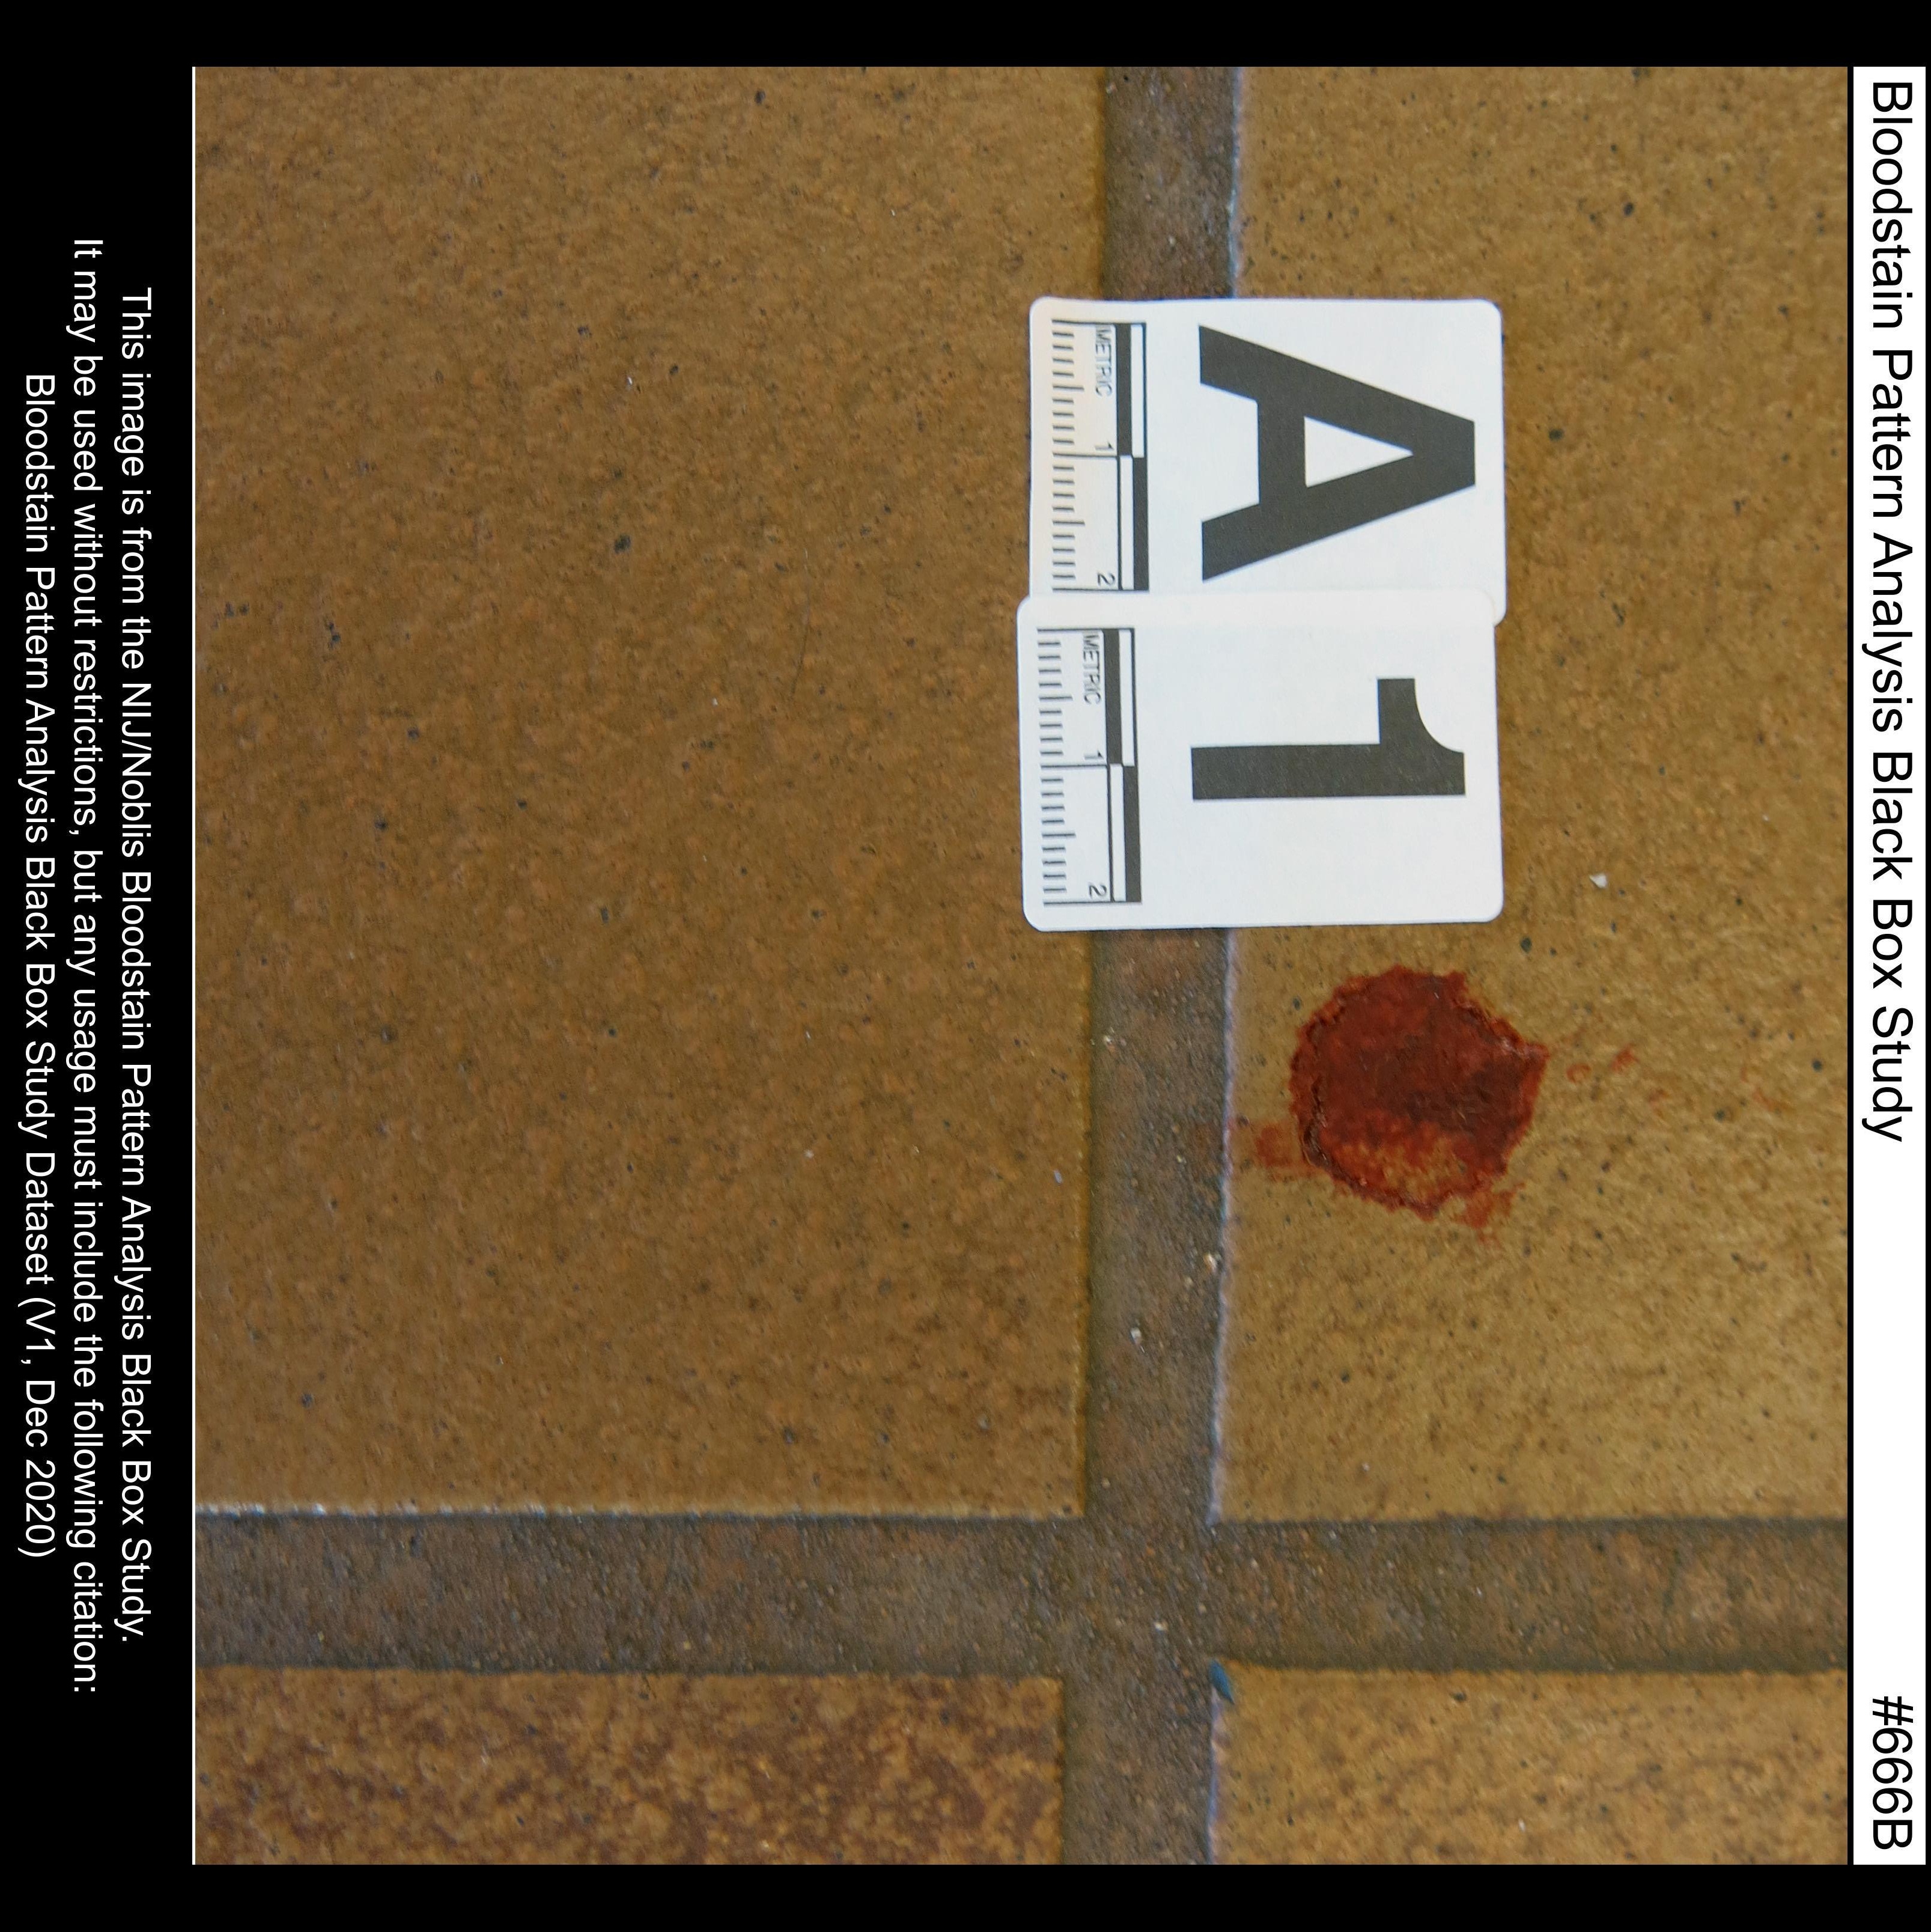 Bloodstain Pattern Analysis Black Box Study #666B
A
METRIC 1 2
1
METRIC 1 2
This image is from the NIJ/Noblis Bloodstain Pattern Analysis Black Box Study.
It may be used without restrictions, but any usage must include the following citation:
Bloodstain Pattern Analysis Black Box Study Dataset (V1, Dec 2020)